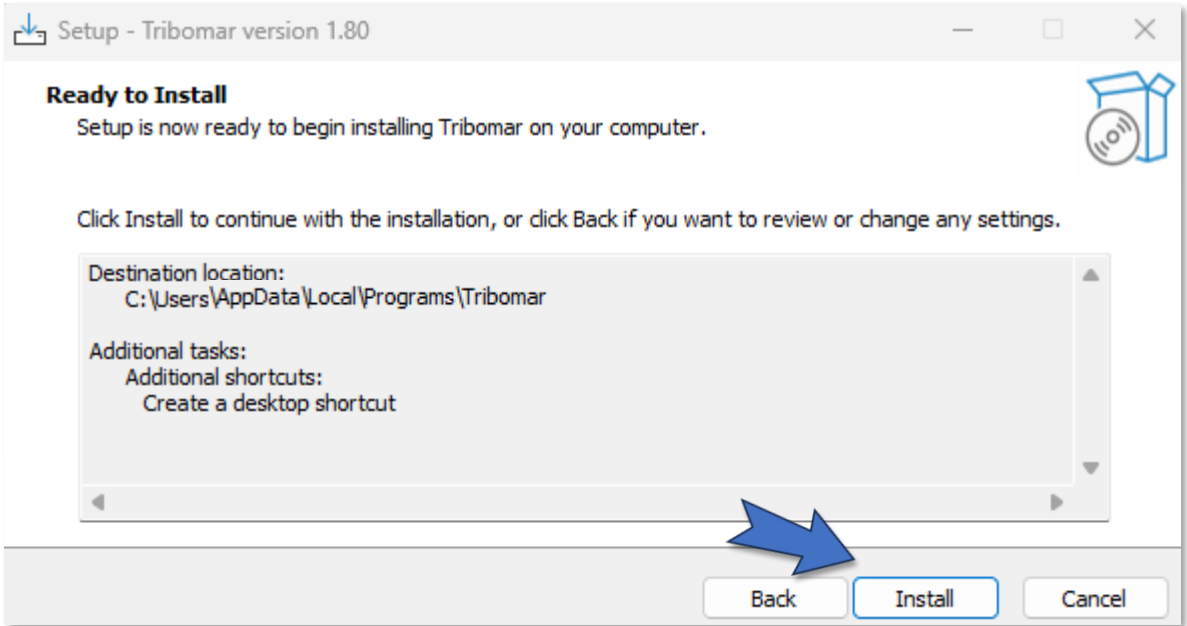 Setup - Tribomar version 1.80
Ready to Install
Setup is now ready to begin installing Tribomar on your computer.
Click Install to continue with the installation, or click Back if you want to review or change any settings.
Destination location:
C:\Users\AppData\Local\Programs\Tribomar
Additional tasks:
Additional shortcuts:
Create a desktop shortcut
Back Install Cancel